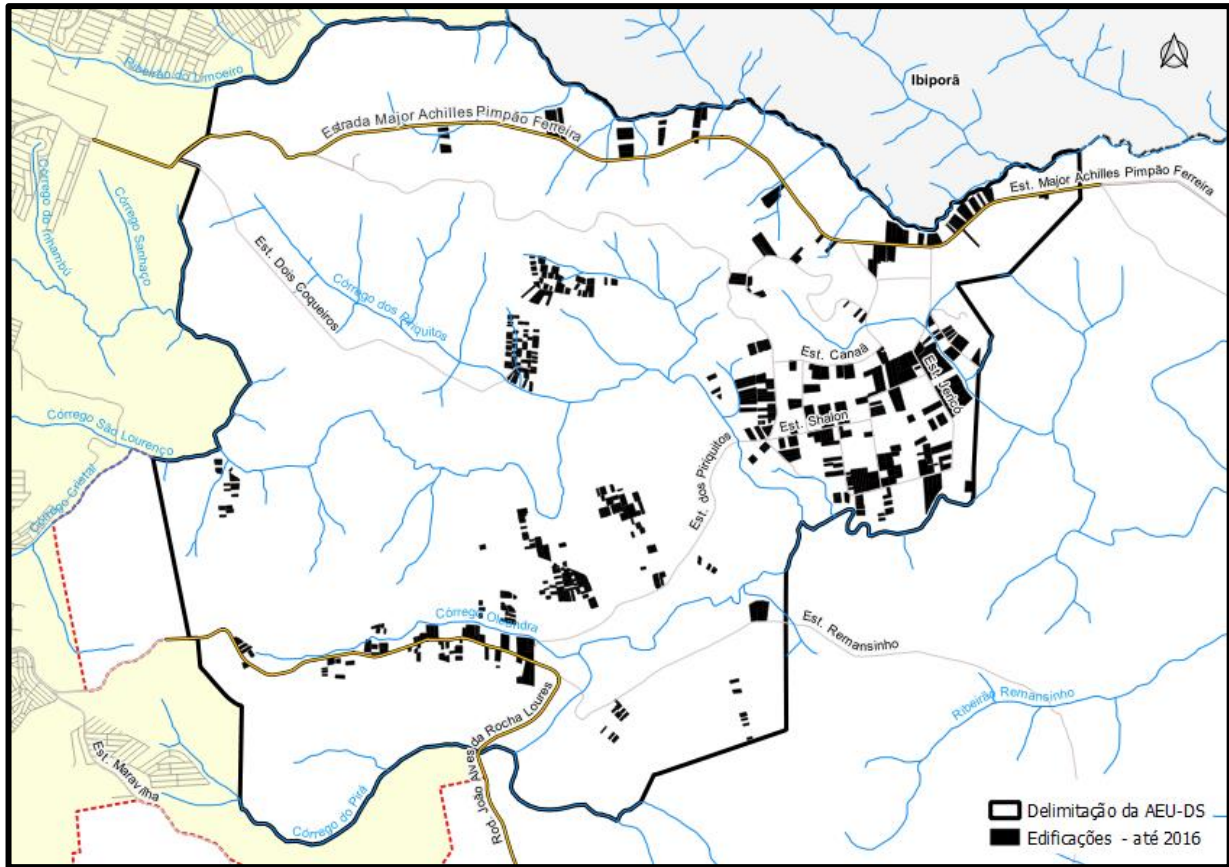 Ribeirão do Limoeiro
Ibiporã
Estrada Major Achilles Pimpão Ferreira
Est. Major Achilles Pimpão Ferreira
Córrego do Inhambú
Córrego Sanhaço
Est. Dois Coqueiros
Córrego dos Piriquitos
Est. Canaã
Est. Jericó
Est. Shalon
Córrego São Lourenço
Est. dos Piriquitos
Córrego Cristal
Córrego Oleandra
Est. Remansinho
Ribeirão Remansinho
Rod. João Alves da Rocha Loures
Est. Maravilha
Córrego do Pirá
Delimitação da AEU-DS
Edificações - até 2016